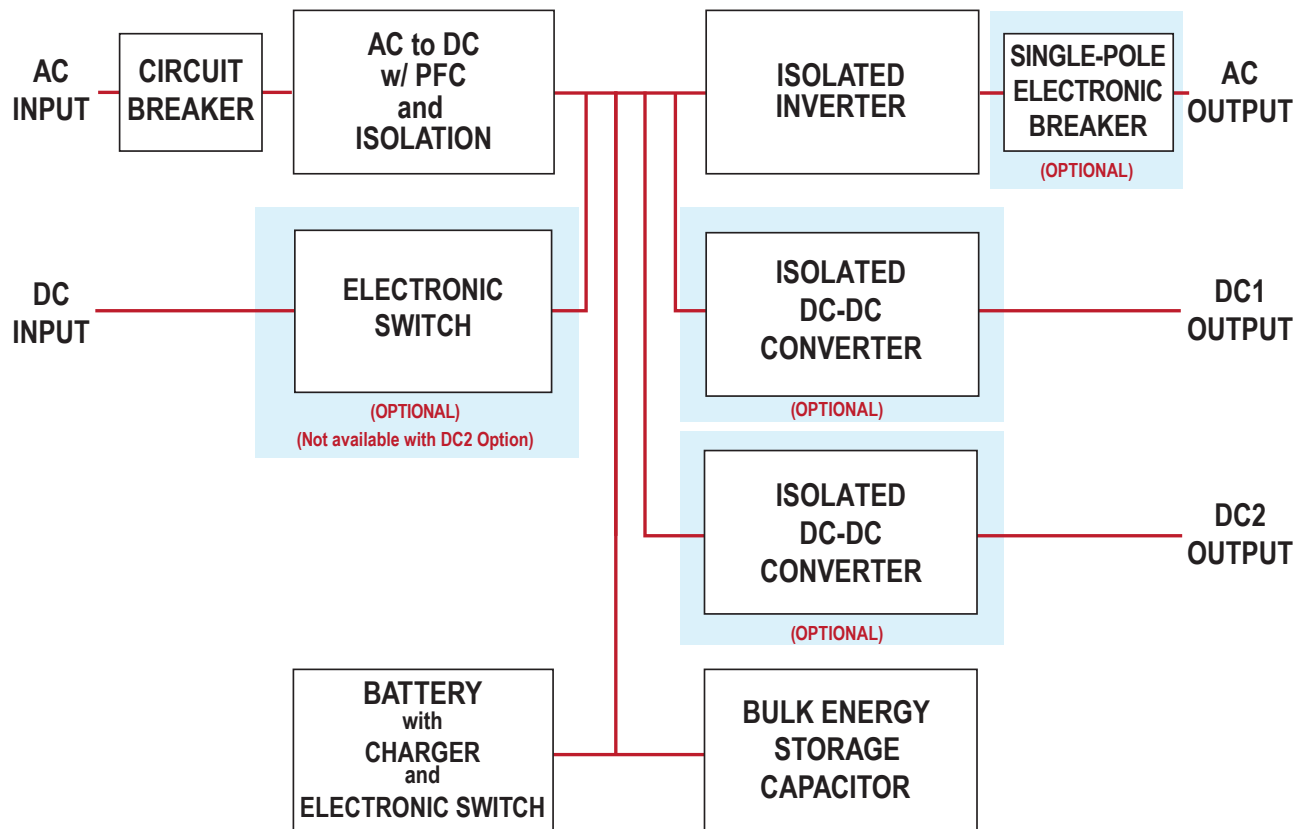 AC
INPUT
CIRCUIT
BREAKER
AC to DC
w/ PFC
and
ISOLATION
ISOLATED
INVERTER
SINGLE-POLE
ELECTRONIC
BREAKER
(OPTIONAL)
AC
OUTPUT
DC
INPUT
ELECTRONIC
SWITCH
(OPTIONAL)
(Not available with DC2 Option)
ISOLATED
DC-DC
CONVERTER
(OPTIONAL)
DC1
OUTPUT
ISOLATED
DC-DC
CONVERTER
(OPTIONAL)
DC2
OUTPUT
BATTERY
with
CHARGER
and
ELECTRONIC SWITCH
BULK ENERGY
STORAGE
CAPACITOR